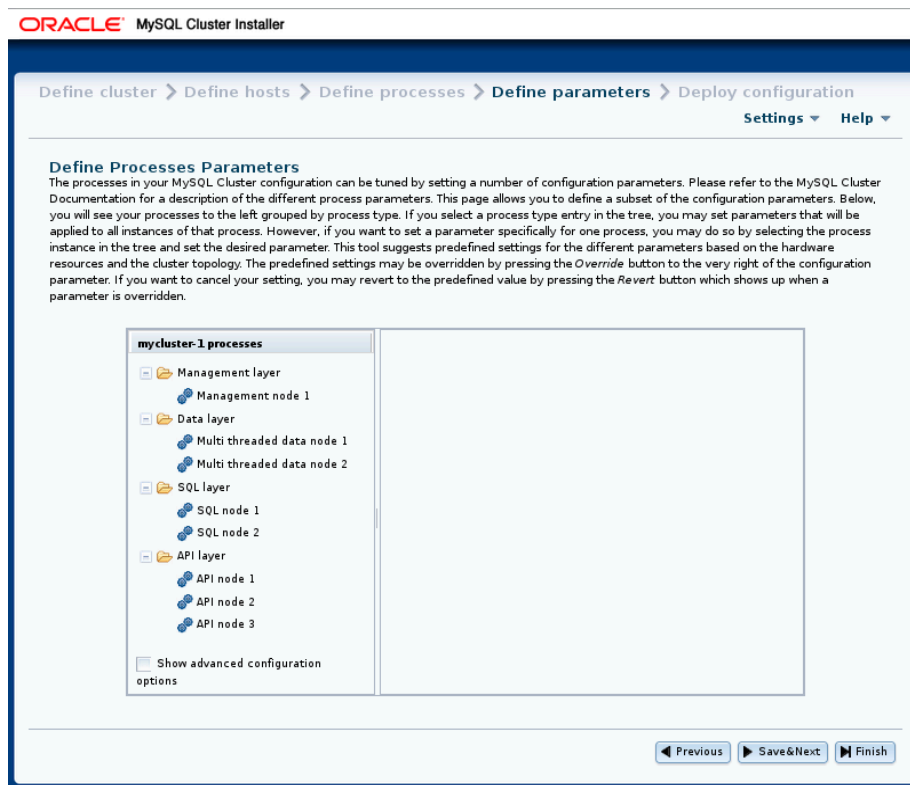 ORACLE MySQL Cluster Installer
Define cluster > Define hosts > Define processes > Define parameters > Deploy configuration
Settings Help
Define Processes Parameters
The processes in your MySQL Cluster configuration can be tuned by setting a number of configuration parameters. Please refer to the MySQL Cluster
Documentation for a description of the different process parameters. This page allows you to define a subset of the configuration parameters. Below,
you will see your processes to the left grouped by process type. If you select a process type entry in the tree, you may set parameters that will be
applied to all instances of that process. However, if you want to set a parameter specifically for one process, you may do so by selecting the process
instance in the tree and set the desired parameter. This tool suggests predefined settings for the different parameters based on the hardware
resources and the cluster topology. The predefined settings may be overridden by pressing the Override button to the very right of the configuration
parameter. If you want to cancel your setting, you may revert to the predefined value by pressing the Revert button which shows up when a
parameter is overridden.
mycluster-1 processes
Management layer
Management node 1
Data layer
Multi threaded data node 1
Multi threaded data node 2
SQL layer
SQL node 1
SQL node 2
API layer
API node 1
API node 2
API node 3
Show advanced configuration
options
Previous Save&Next Finish